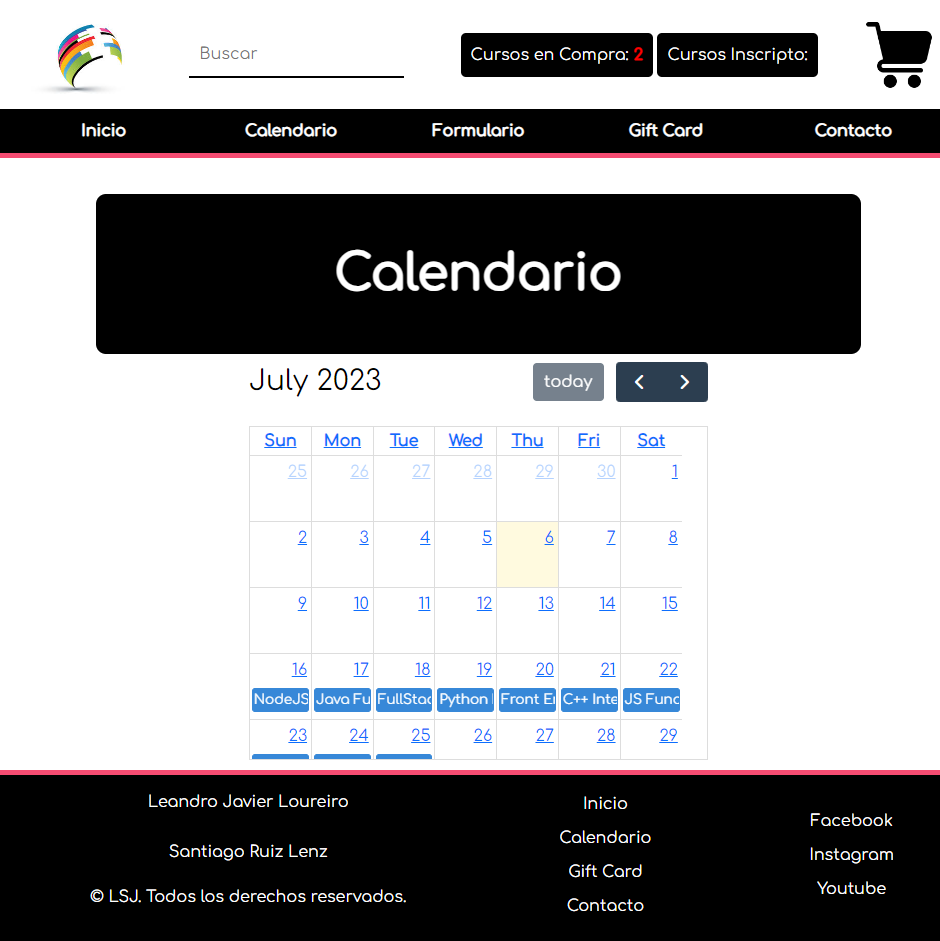 Buscar
Cursos en Compra: 2
Cursos Inscripto:
Inicio Calendario Formulario Gift Card Contacto
Calendario
July 2023
today
Sun Mon Tue Wed Thu Fri Sat
25 26 27 28 29 30 1
2 3 4 5 6 7 8
9 10 11 12 13 14 15
16 17 18 19 20 21 22
NodeJS Java Fu FullStac Python Front En C++ Inte JS Func
23 24 25 26 27 28 29
Leandro Javier Loureiro
Santiago Ruiz Lenz
© LSJ. Todos los derechos reservados.
Inicio
Calendario
Gift Card
Contacto
Facebook
Instagram
Youtube